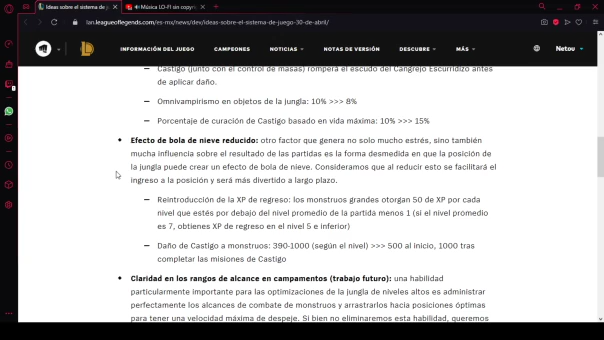 Ideas sobre el sistema de j
Música LO-FI sin copyri
lan.leagueoflegends.com/es-mx/news/dev/ideas-sobre-el-sistema-de-juego-30-de-abril/
INFORMACIÓN DEL JUEGO CAMPEONES NOTICIAS NOTAS DE VERSIÓN DESCUBRE MÁS Netou
— Castigo (junto con el control de masas) romperá el escudo del Cangrejo Escurridizo antes
de aplicar daño.
— Omnivampirismo en objetos de la jungla: 10% >>> 8%
— Porcentaje de curación de Castigo basado en vida máxima: 10% >>> 15%
• Efecto de bola de nieve reducido: otro factor que genera no solo mucho estrés, sino también
mucha influencia sobre el resultado de las partidas es la forma desmedida en que la posición de
la jungla puede crear un efecto de bola de nieve. Consideramos que al reducir esto se facilitará el
ingreso a la posición y será más divertido a largo plazo.
— Reintroducción de la XP de regreso: los monstruos grandes otorgan 50 de XP por cada
nivel que estés por debajo del nivel promedio de la partida menos 1 (si el nivel promedio
es 7, obtienes XP de regreso en el nivel 5 e inferior)
— Daño de Castigo a monstruos: 390-1000 (según el nivel) >>> 500 al inicio, 1000 tras
completar las misiones de Castigo
• Claridad en los rangos de alcance en campamentos (trabajo futuro): una habilidad
particularmente importante para las optimizaciones de la jungla de niveles altos es administrar
perfectamente los alcances de combate de monstruos y arrastrarlos hacia posiciones óptimas
para tener una velocidad máxima de despeje. Si bien no eliminaremos esta habilidad, queremos